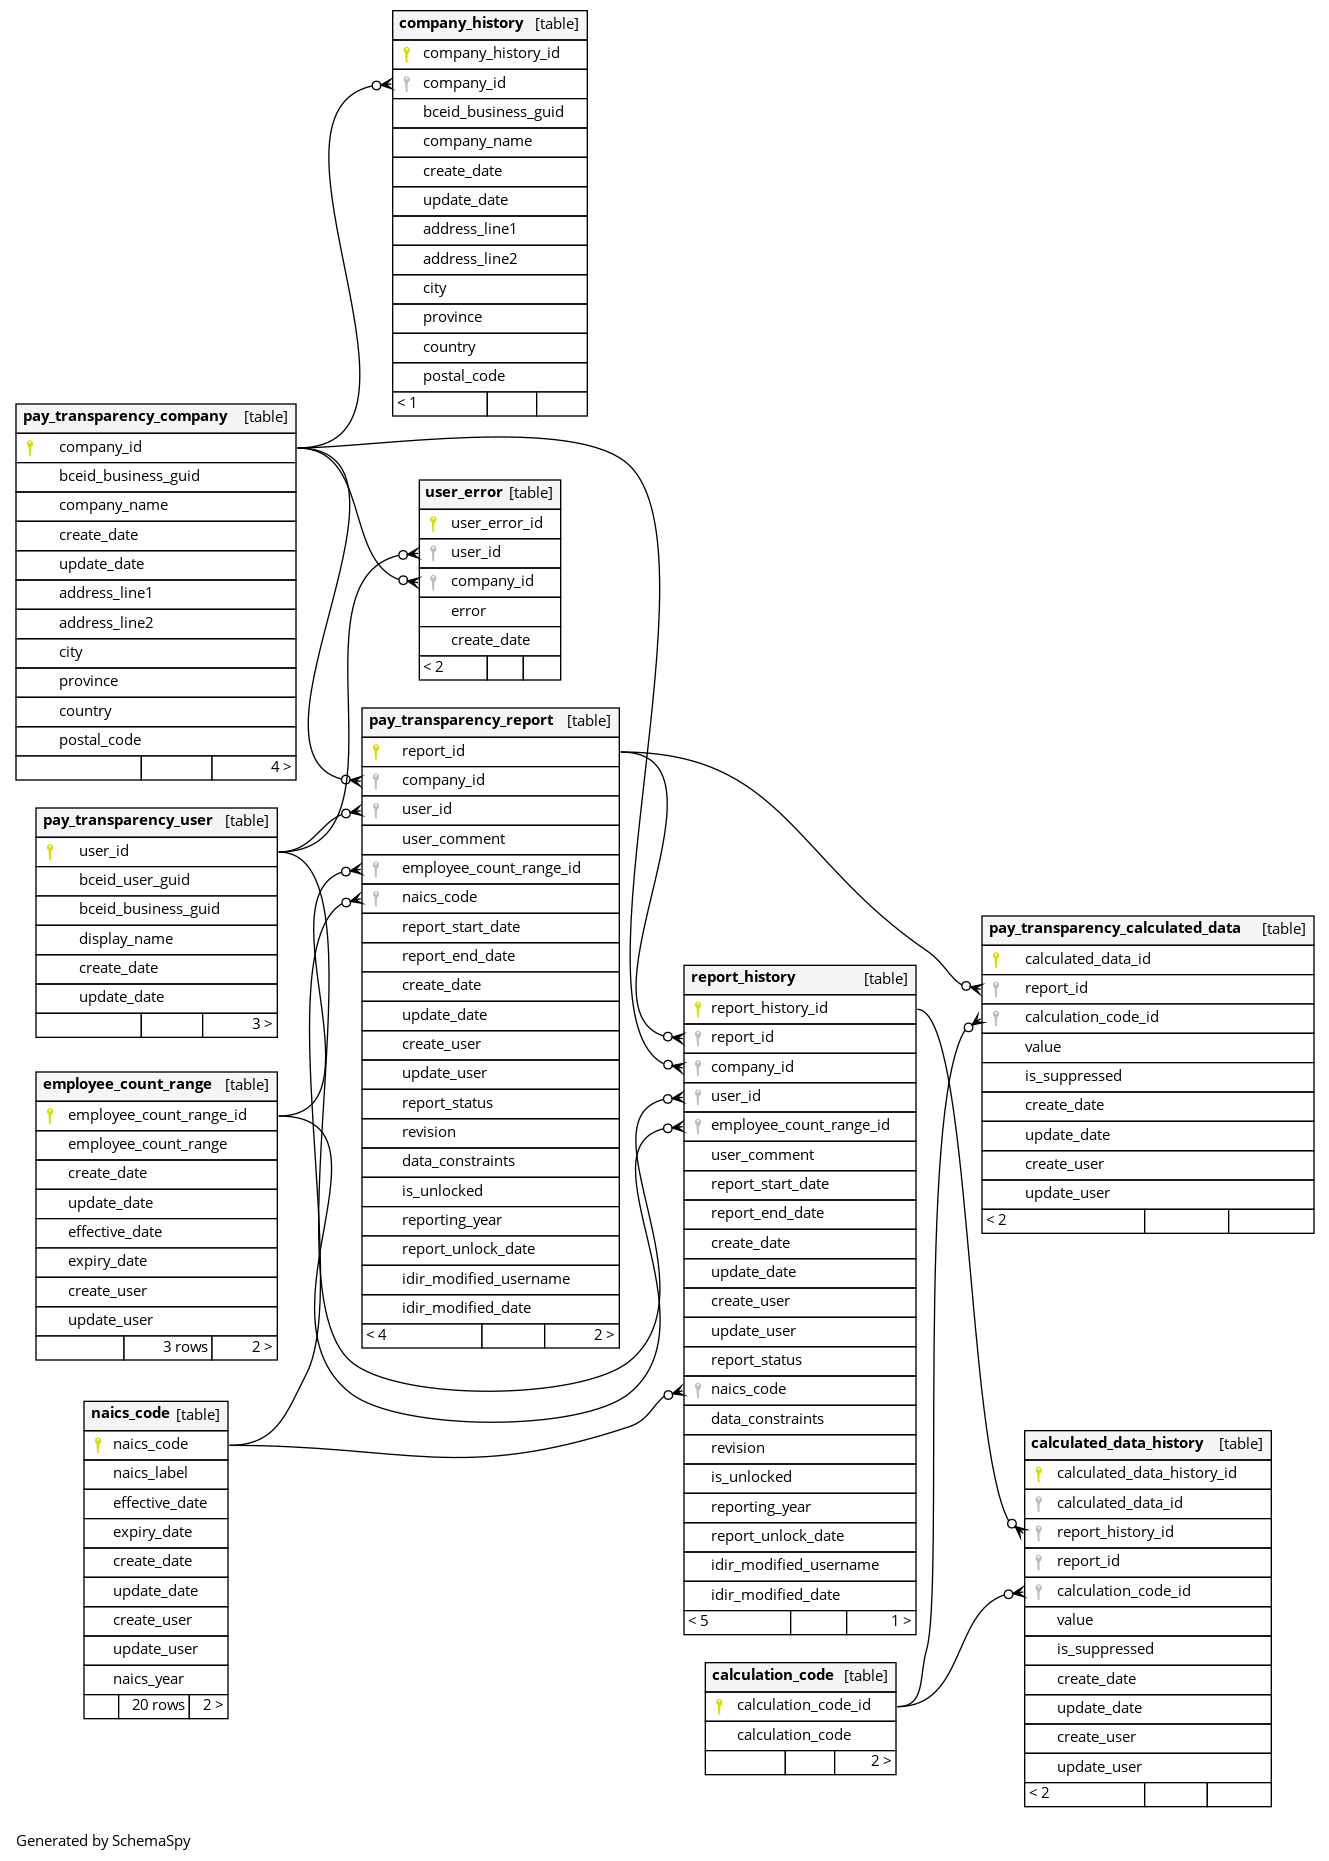 company_history [table]
company_history_id
company_id
bceid_business_guid
company_name
create_date
update_date
address_line1
address_line2
city
province
country
postal_code
< 1
pay_transparency_company [table]
company_id
bceid_business_guid
company_name
create_date
update_date
address_line1
address_line2
city
province
country
postal_code
4 >
user_error [table]
user_error_id
user_id
company_id
error
create_date
< 2
pay_transparency_report [table]
report_id
company_id
user_id
user_comment
employee_count_range_id
naics_code
report_start_date
report_end_date
create_date
update_date
create_user
update_user
report_status
revision
data_constraints
is_unlocked
reporting_year
report_unlock_date
idir_modified_username
idir_modified_date
< 4 2 >
pay_transparency_user [table]
user_id
bceid_user_guid
bceid_business_guid
display_name
create_date
update_date
3 >
employee_count_range [table]
employee_count_range_id
employee_count_range
create_date
update_date
effective_date
expiry_date
create_user
update_user
3 rows 2 >
naics_code [table]
naics_code
naics_label
effective_date
expiry_date
create_date
update_date
create_user
update_user
naics_year
20 rows 2 >
report_history [table]
report_history_id
report_id
company_id
user_id
employee_count_range_id
user_comment
report_start_date
report_end_date
create_date
update_date
create_user
update_user
report_status
naics_code
data_constraints
revision
is_unlocked
reporting_year
report_unlock_date
idir_modified_username
idir_modified_date
< 5 1 >
pay_transparency_calculated_data [table]
calculated_data_id
report_id
calculation_code_id
value
is_suppressed
create_date
update_date
create_user
update_user
< 2
calculated_data_history [table]
calculated_data_history_id
calculated_data_id
report_history_id
report_id
calculation_code_id
value
is_suppressed
create_date
update_date
create_user
update_user
< 2
calculation_code [table]
calculation_code_id
calculation_code
2 >
Generated by SchemaSpy